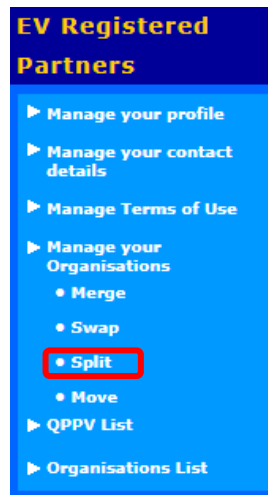 EV Registered
Partners
Manage your profile
Manage your contact
details
Manage Terms of Use
Manage your
Organisations
• Merge
• Swap
• Split
• Move
QPPV List
Organisations List